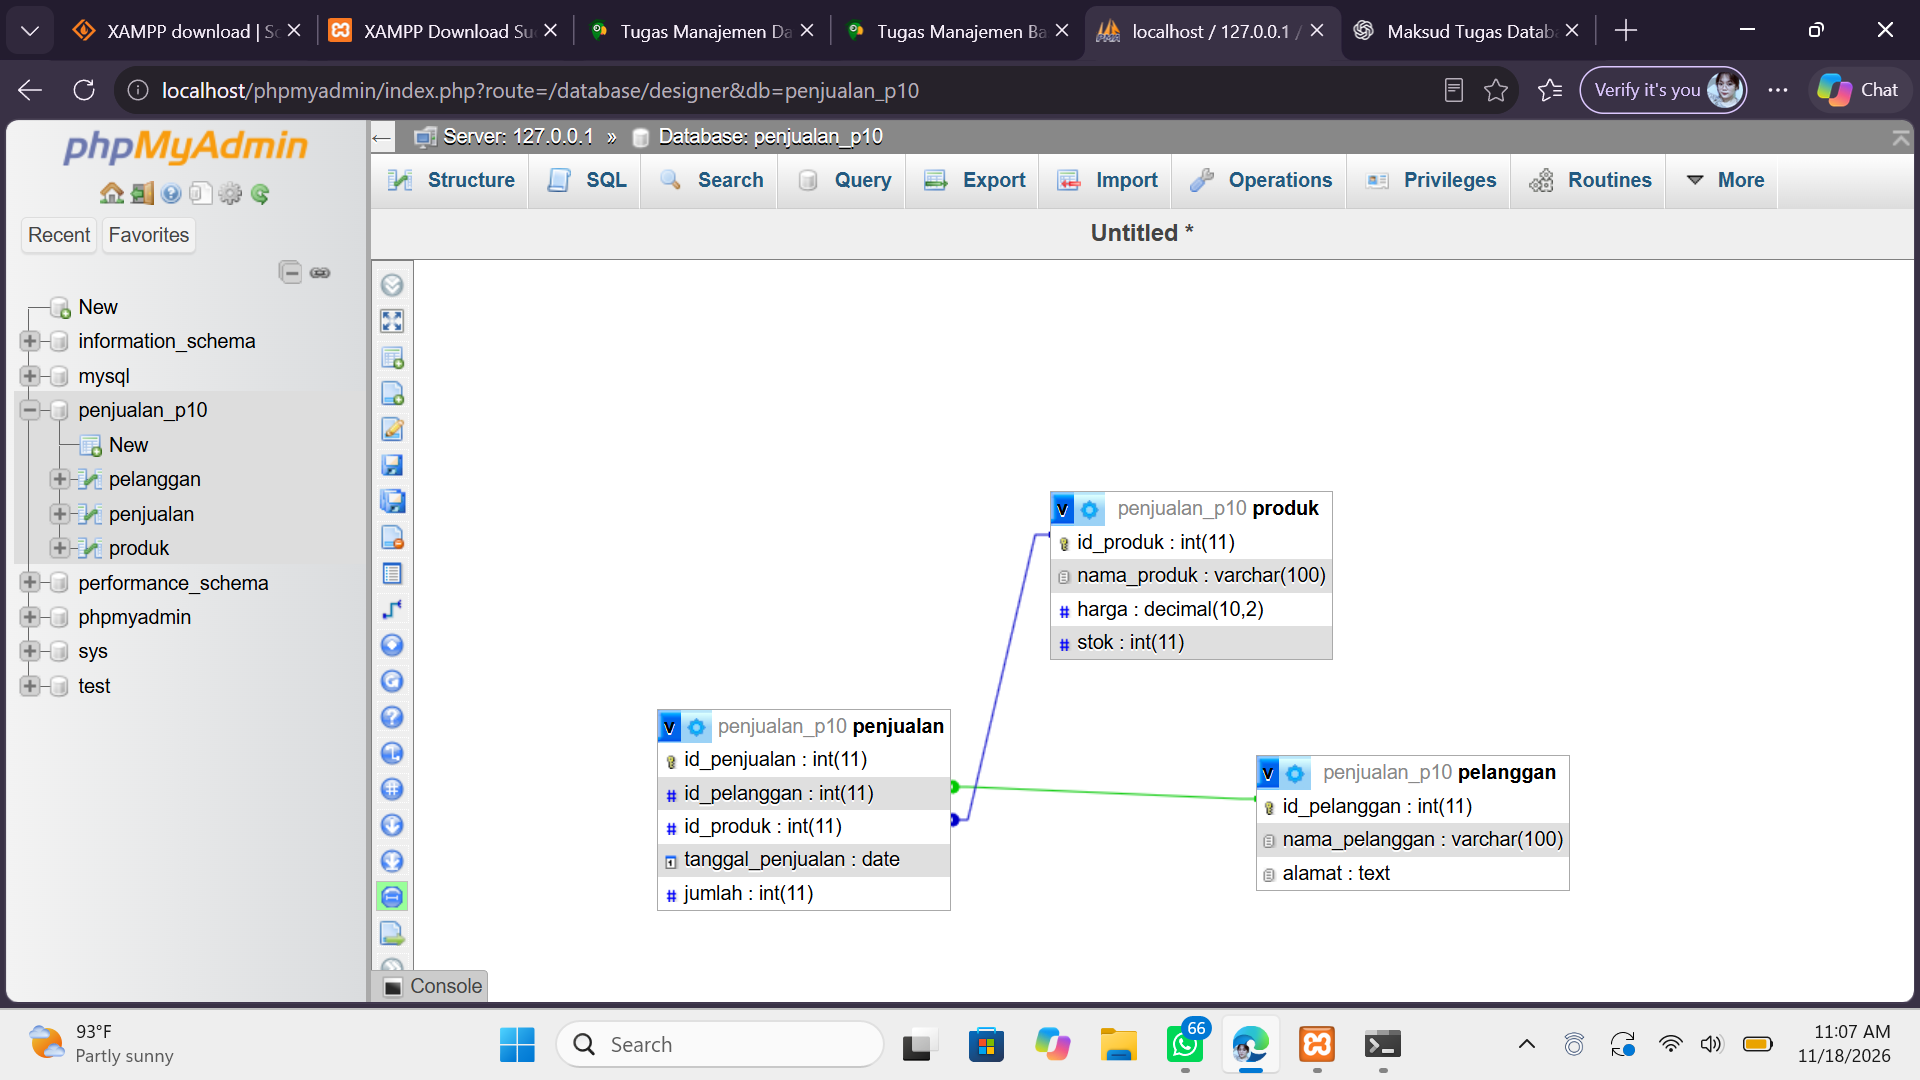 XAMPP download | S
XAMPP Download Su
Tugas Manajemen Da
Tugas Manajemen Ba
localhost / 127.0.0.1 /
Maksud Tugas Datab
localhost/phpmyadmin/index.php?route=/database/designer&db=penjualan_p10
Verify it's you
Chat
phpMyAdmin
Recent
Favorites
New
information_schema
mysql
penjualan_p10
New
pelanggan
penjualan
produk
performance_schema
phpmyadmin
sys
test
Server: 127.0.0.1 » Database: penjualan_p10
Structure
SQL
Search
Query
Export
Import
Operations
Privileges
Routines
More
Untitled *
penjualan_p10 produk
id_produk : int(11)
nama_produk : varchar(100)
harga : decimal(10,2)
stok : int(11)
penjualan_p10 penjualan
id_penjualan : int(11)
id_pelanggan : int(11)
id_produk : int(11)
tanggal_penjualan : date
jumlah : int(11)
penjualan_p10 pelanggan
id_pelanggan : int(11)
nama_pelanggan : varchar(100)
alamat : text
Console
93°F
Partly sunny
Search
66
11:07 AM
11/18/2026